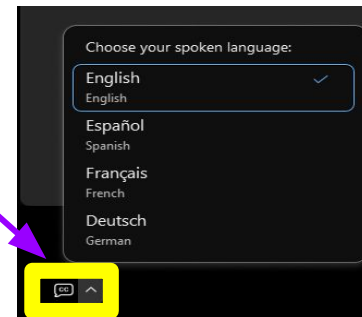 Choose your spoken language:
English
English
Español
Spanish
Français
French
Deutsch
German
CC